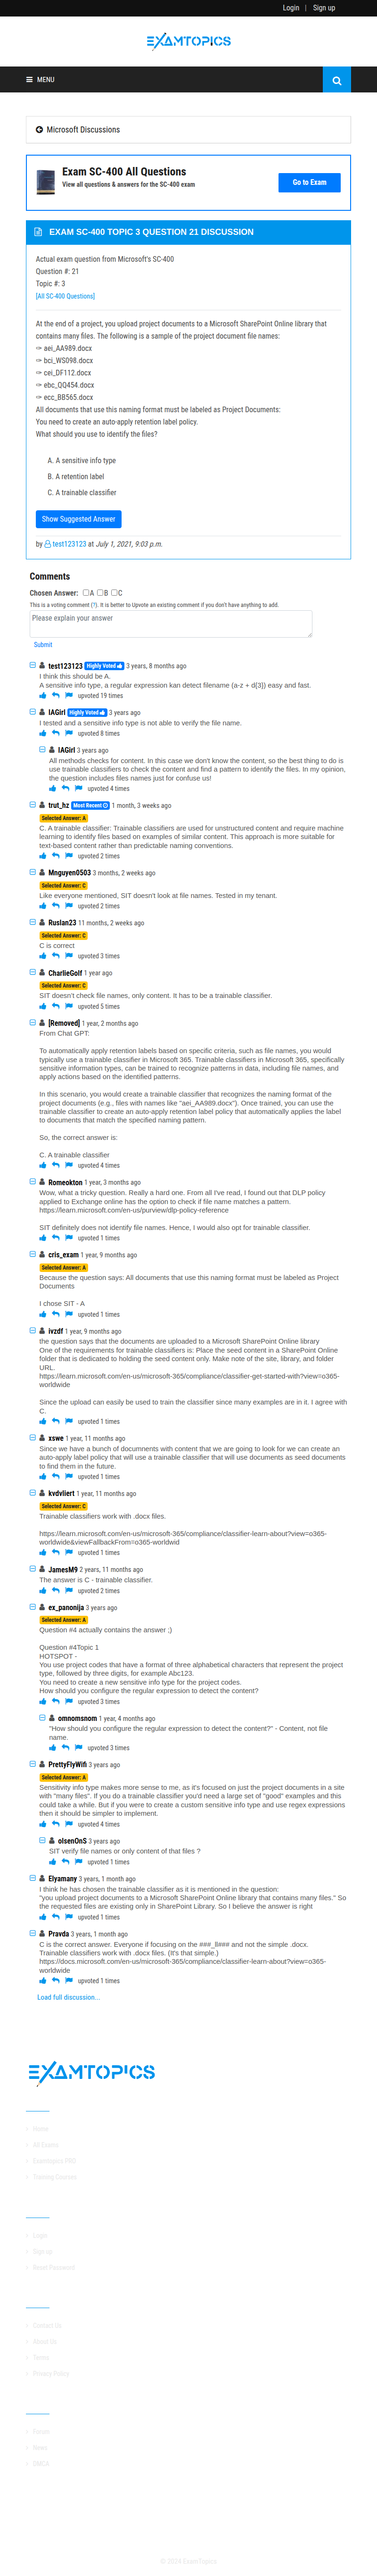 Login | Sign up
EXAMTOPICS
MENU
Microsoft Discussions
Exam SC-400 All Questions
View all questions & answers for the SC-400 exam
Go to Exam
EXAM SC-400 TOPIC 3 QUESTION 21 DISCUSSION
Actual exam question from Microsoft's SC-400
Question #: 21
Topic #: 3
[All SC-400 Questions]
At the end of a project, you upload project documents to a Microsoft SharePoint Online library that
contains many files. The following is a sample of the project document file names:
✑ aei_AA989.docx
✑ bci_WS098.docx
✑ cei_DF112.docx
✑ ebc_QQ454.docx
✑ ecc_BB565.docx
All documents that use this naming format must be labeled as Project Documents:
You need to create an auto-apply retention label policy.
What should you use to identify the files?
A. A sensitive info type
B. A retention label
C. A trainable classifier
Show Suggested Answer
by test123123 at July 1, 2021, 9:03 p.m.
Comments
Chosen Answer: A B C
This is a voting comment (?). It is better to Upvote an existing comment if you don't have anything to add.
Please explain your answer
Submit
test123123 Highly Voted 3 years, 8 months ago
I think this should be A.
A sensitive info type, a regular expression can detect filename (a-z + d{3}) easy and fast.
upvoted 19 times
IAGirl Highly Voted 3 years ago
I tested and a sensitive info type is not able to verify the file name.
upvoted 8 times
IAGirl 3 years ago
All methods checks for content. In this case we don't know the content, so the best thing to do is
use trainable classifiers to check the content and find a pattern to identify the files. In my opinion,
the question includes files names just for confuse us!
upvoted 4 times
trut_hz Most Recent 1 month, 3 weeks ago
Selected Answer: A
C. A trainable classifier: Trainable classifiers are used for unstructured content and require machine
learning to identify files based on examples of similar content. This approach is more suitable for
text-based content rather than predictable naming conventions.
upvoted 2 times
Mnguyen0503 3 months, 2 weeks ago
Selected Answer: C
Like everyone mentioned, SIT doesn't look at file names. Tested in my tenant.
upvoted 2 times
Ruslan23 11 months, 2 weeks ago
Selected Answer: C
C is correct
upvoted 3 times
CharlieGolf 1 year ago
Selected Answer: C
SIT doesn't check file names, only content. It has to be a trainable classifier.
upvoted 5 times
[Removed] 1 year, 2 months ago
From Chat GPT:
To automatically apply retention labels based on specific criteria, such as file names, you would
typically use a trainable classifier in Microsoft 365. Trainable classifiers in Microsoft 365, specifically
sensitive information types, can be trained to recognize patterns in data, including file names, and
apply actions based on the identified patterns.
In this scenario, you would create a trainable classifier that recognizes the naming format of the
project documents (e.g., files with names like "aei_AA989.docx"). Once trained, you can use the
trainable classifier to create an auto-apply retention label policy that automatically applies the label
to documents that match the specified naming pattern.
So, the correct answer is:
C. A trainable classifier
upvoted 4 times
Romeokton 1 year, 3 months ago
Wow, what a tricky question. Really a hard one. From all I've read, I found out that DLP policy
applied to Exchange online has the option to check if file name matches a pattern.
https://learn.microsoft.com/en-us/purview/dlp-policy-reference
SIT definitely does not identify file names. Hence, I would also opt for trainable classifier.
upvoted 1 times
cris_exam 1 year, 9 months ago
Selected Answer: A
Because the question says: All documents that use this naming format must be labeled as Project
Documents
I chose SIT - A
upvoted 1 times
ivzdf 1 year, 9 months ago
the question says that the documents are uploaded to a Microsoft SharePoint Online library
One of the requirements for trainable classifiers is: Place the seed content in a SharePoint Online
folder that is dedicated to holding the seed content only. Make note of the site, library, and folder
URL.
https://learn.microsoft.com/en-us/microsoft-365/compliance/classifier-get-started-with?view=o365-
worldwide
Since the upload can easily be used to train the classifier since many examples are in it. I agree with
C.
upvoted 1 times
xswe 1 year, 11 months ago
Since we have a bunch of documnents with content that we are going to look for we can create an
auto-apply label policy that will use a trainable classifier that will use documents as seed documents
to find them in the future.
upvoted 1 times
kvdvliert 1 year, 11 months ago
Selected Answer: C
Trainable classifiers work with .docx files.
https://learn.microsoft.com/en-us/microsoft-365/compliance/classifier-learn-about?view=o365-
worldwide&viewFallbackFrom=o365-worldwid
upvoted 1 times
JamesM9 2 years, 11 months ago
The answer is C - trainable classifier.
upvoted 2 times
ex_panonija 3 years ago
Selected Answer: A
Question #4 actually contains the answer ;)
Question #4Topic 1
HOTSPOT -
You use project codes that have a format of three alphabetical characters that represent the project
type, followed by three digits, for example Abc123.
You need to create a new sensitive info type for the project codes.
How should you configure the regular expression to detect the content?
upvoted 3 times
omnomsnom 1 year, 4 months ago
"How should you configure the regular expression to detect the content?" - Content, not file
name.
upvoted 3 times
PrettyFlyWifi 3 years ago
Selected Answer: A
Sensitivity info type makes more sense to me, as it's focused on just the project documents in a site
with "many files". If you do a trainable classifier you'd need a large set of "good" examples and this
could take a while. But if you were to create a custom sensitive info type and use regex expressions
then it should be simpler to implement.
upvoted 4 times
olsenOnS 3 years ago
SIT verify file names or only content of that files ?
upvoted 1 times
Elyamany 3 years, 1 month ago
I think he has chosen the trainable classifier as it is mentioned in the question:
"you upload project documents to a Microsoft SharePoint Online library that contains many files." So
the requested files are existing only in SharePoint Library. So I believe the answer is right
upvoted 1 times
Pravda 3 years, 1 month ago
C is the correct answer. Everyone if focusing on the ###_ll### and not the simple .docx.
Trainable classifiers work with .docx files. (It's that simple.)
https://docs.microsoft.com/en-us/microsoft-365/compliance/classifier-learn-about?view=o365-
worldwide
upvoted 1 times
Load full discussion...
EXAMTOPICS
Home
All Exams
Examtopics PRO
Training Courses
Login
Sign up
Reset Password
Contact Us
About Us
Terms
Privacy Policy
Forum
News
DMCA
© 2024 ExamTopics